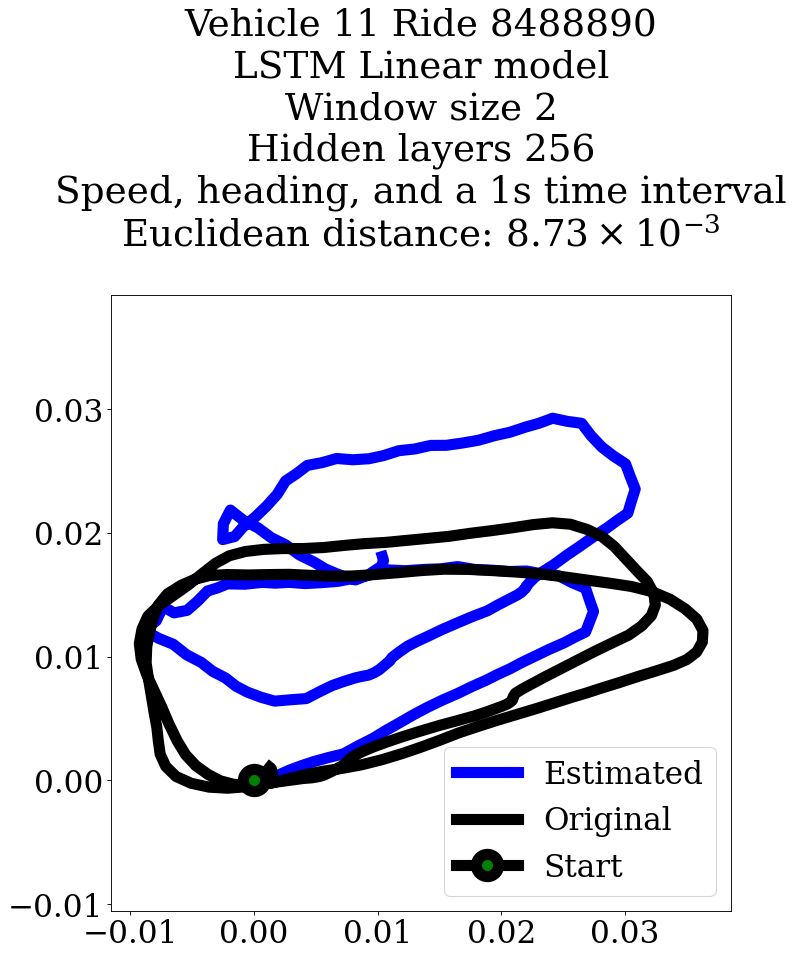 Vehicle 11 Ride 8488890
LSTM Linear model
Window size 2
Hidden layers 256
Speed, heading, and a 1s time interval
Euclidean distance: 8.73 × 10⁻³
0.03
0.02
0.01
0.00
−0.01
Estimated
Original
Start
−0.01 0.00 0.01 0.02 0.03